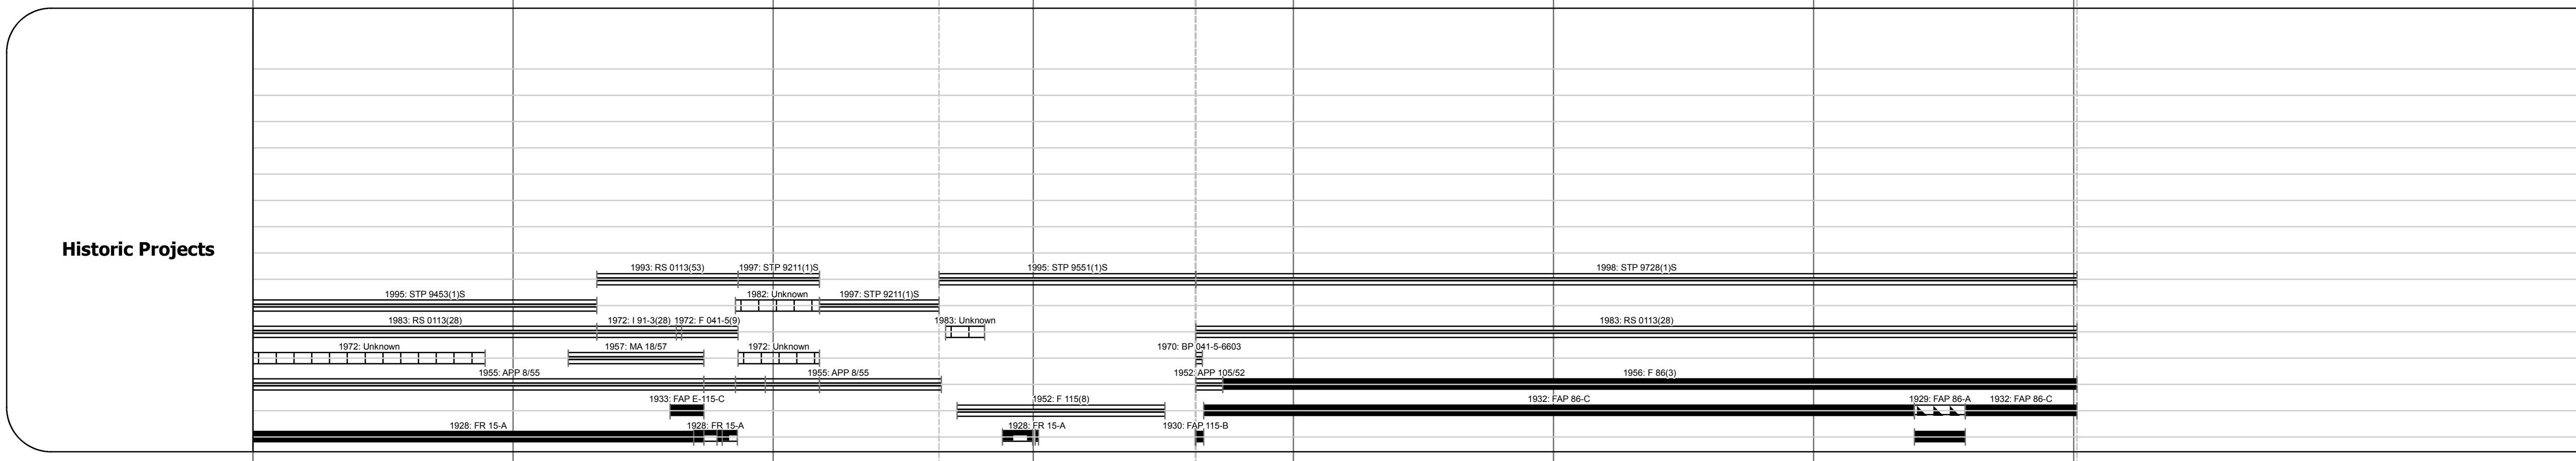 Historic Projects
1993: RS 0113(53)
1997: STP 9211(1)S
1995: STP 9551(1)S
1998: STP 9728(1)S
1995: STP 9453(1)S
1982: Unknown
1997: STP 9211(1)S
1983: RS 0113(28)
1972: I 91-3(28)
1972: F 041-5(9)
1983: Unknown
1983: RS 0113(28)
1972: Unknown
1957: MA 18/57
1972: Unknown
1970: BP 041-5-6603
1955: APP 8/55
1955: APP 8/55
1952: APP 105/52
1956: F 86(3)
1933: FAP E-115-C
1952: F 115(8)
1932: FAP 86-C
1929: FAP 86-A
1932: FAP 86-C
1928: FR 15-A
1928: FR 15-A
1928: FR 15-A
1930: FAP 115-B